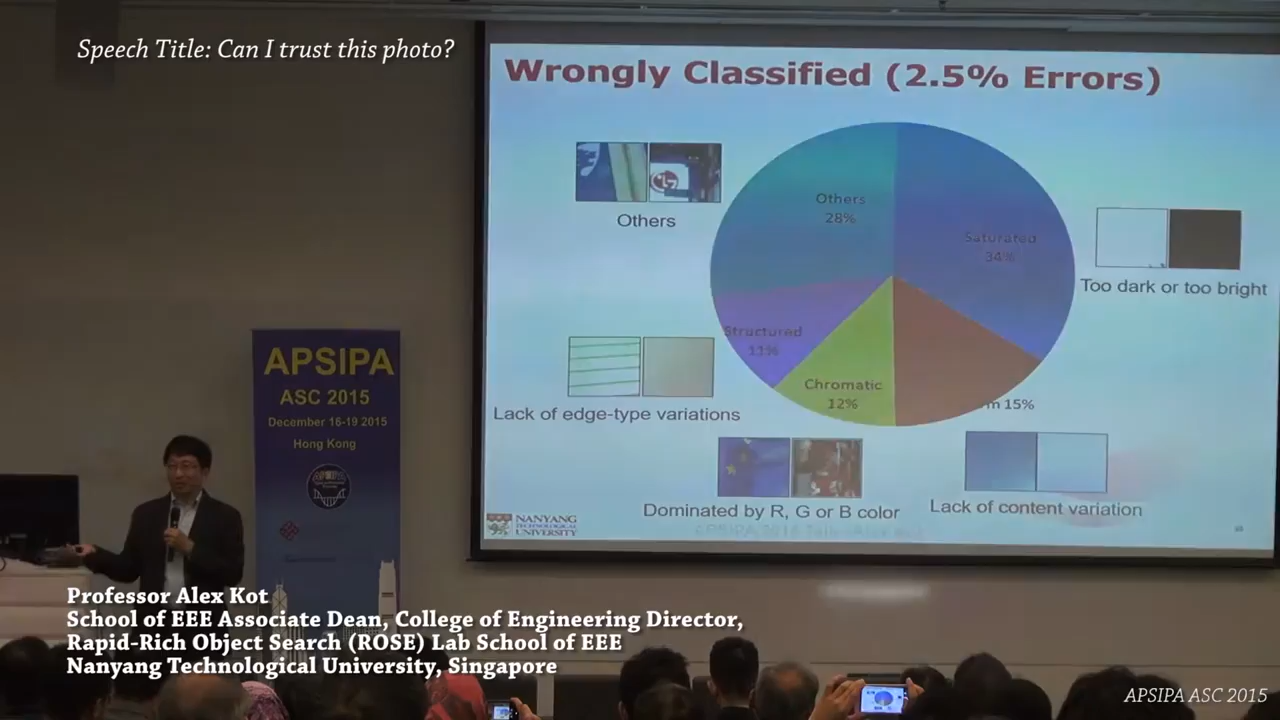 Speech Title: Can I trust this photo?
Wrongly Classified (2.5% Errors)
Others
Others
28%
Saturated
34%
Too dark or too bright
Structured
11%
Lack of edge-type variations
Chromatic
12%
15%
Dominated by R, G or B color
Lack of content variation
NANYANG
TECHNOLOGICAL
UNIVERSITY
APSIPA
ASC 2015
December 16-19 2015
Hong Kong
Professor Alex Kot
School of EEE Associate Dean, College of Engineering Director,
Rapid-Rich Object Search (ROSE) Lab School of EEE
Nanyang Technological University, Singapore
APSIPA ASC 2015